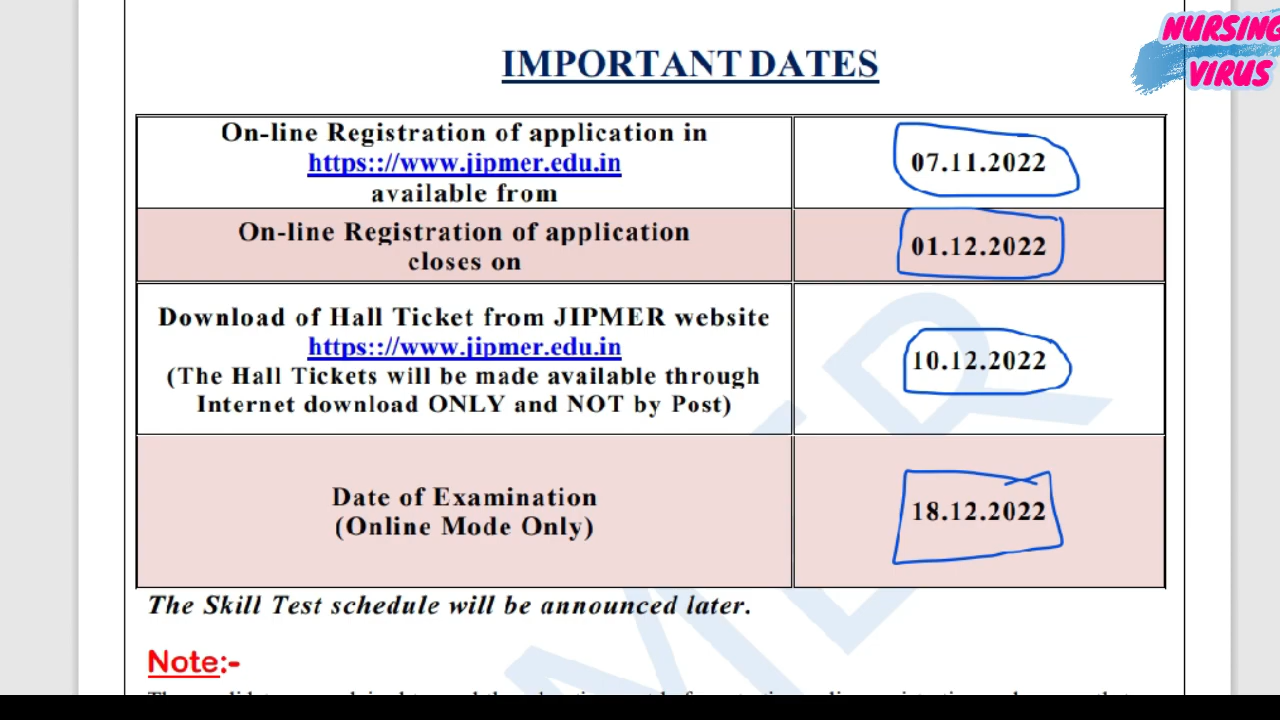 NURSING
VIRUS
IMPORTANT DATES
On-line Registration of application in
https:://www.jipmer.edu.in
available from
07.11.2022
On-line Registration of application
closes on
01.12.2022
Download of Hall Ticket from JIPMER website
https:://www.jipmer.edu.in
(The Hall Tickets will be made available through
Internet download ONLY and NOT by Post)
10.12.2022
Date of Examination
(Online Mode Only)
18.12.2022
The Skill Test schedule will be announced later.
Note:-